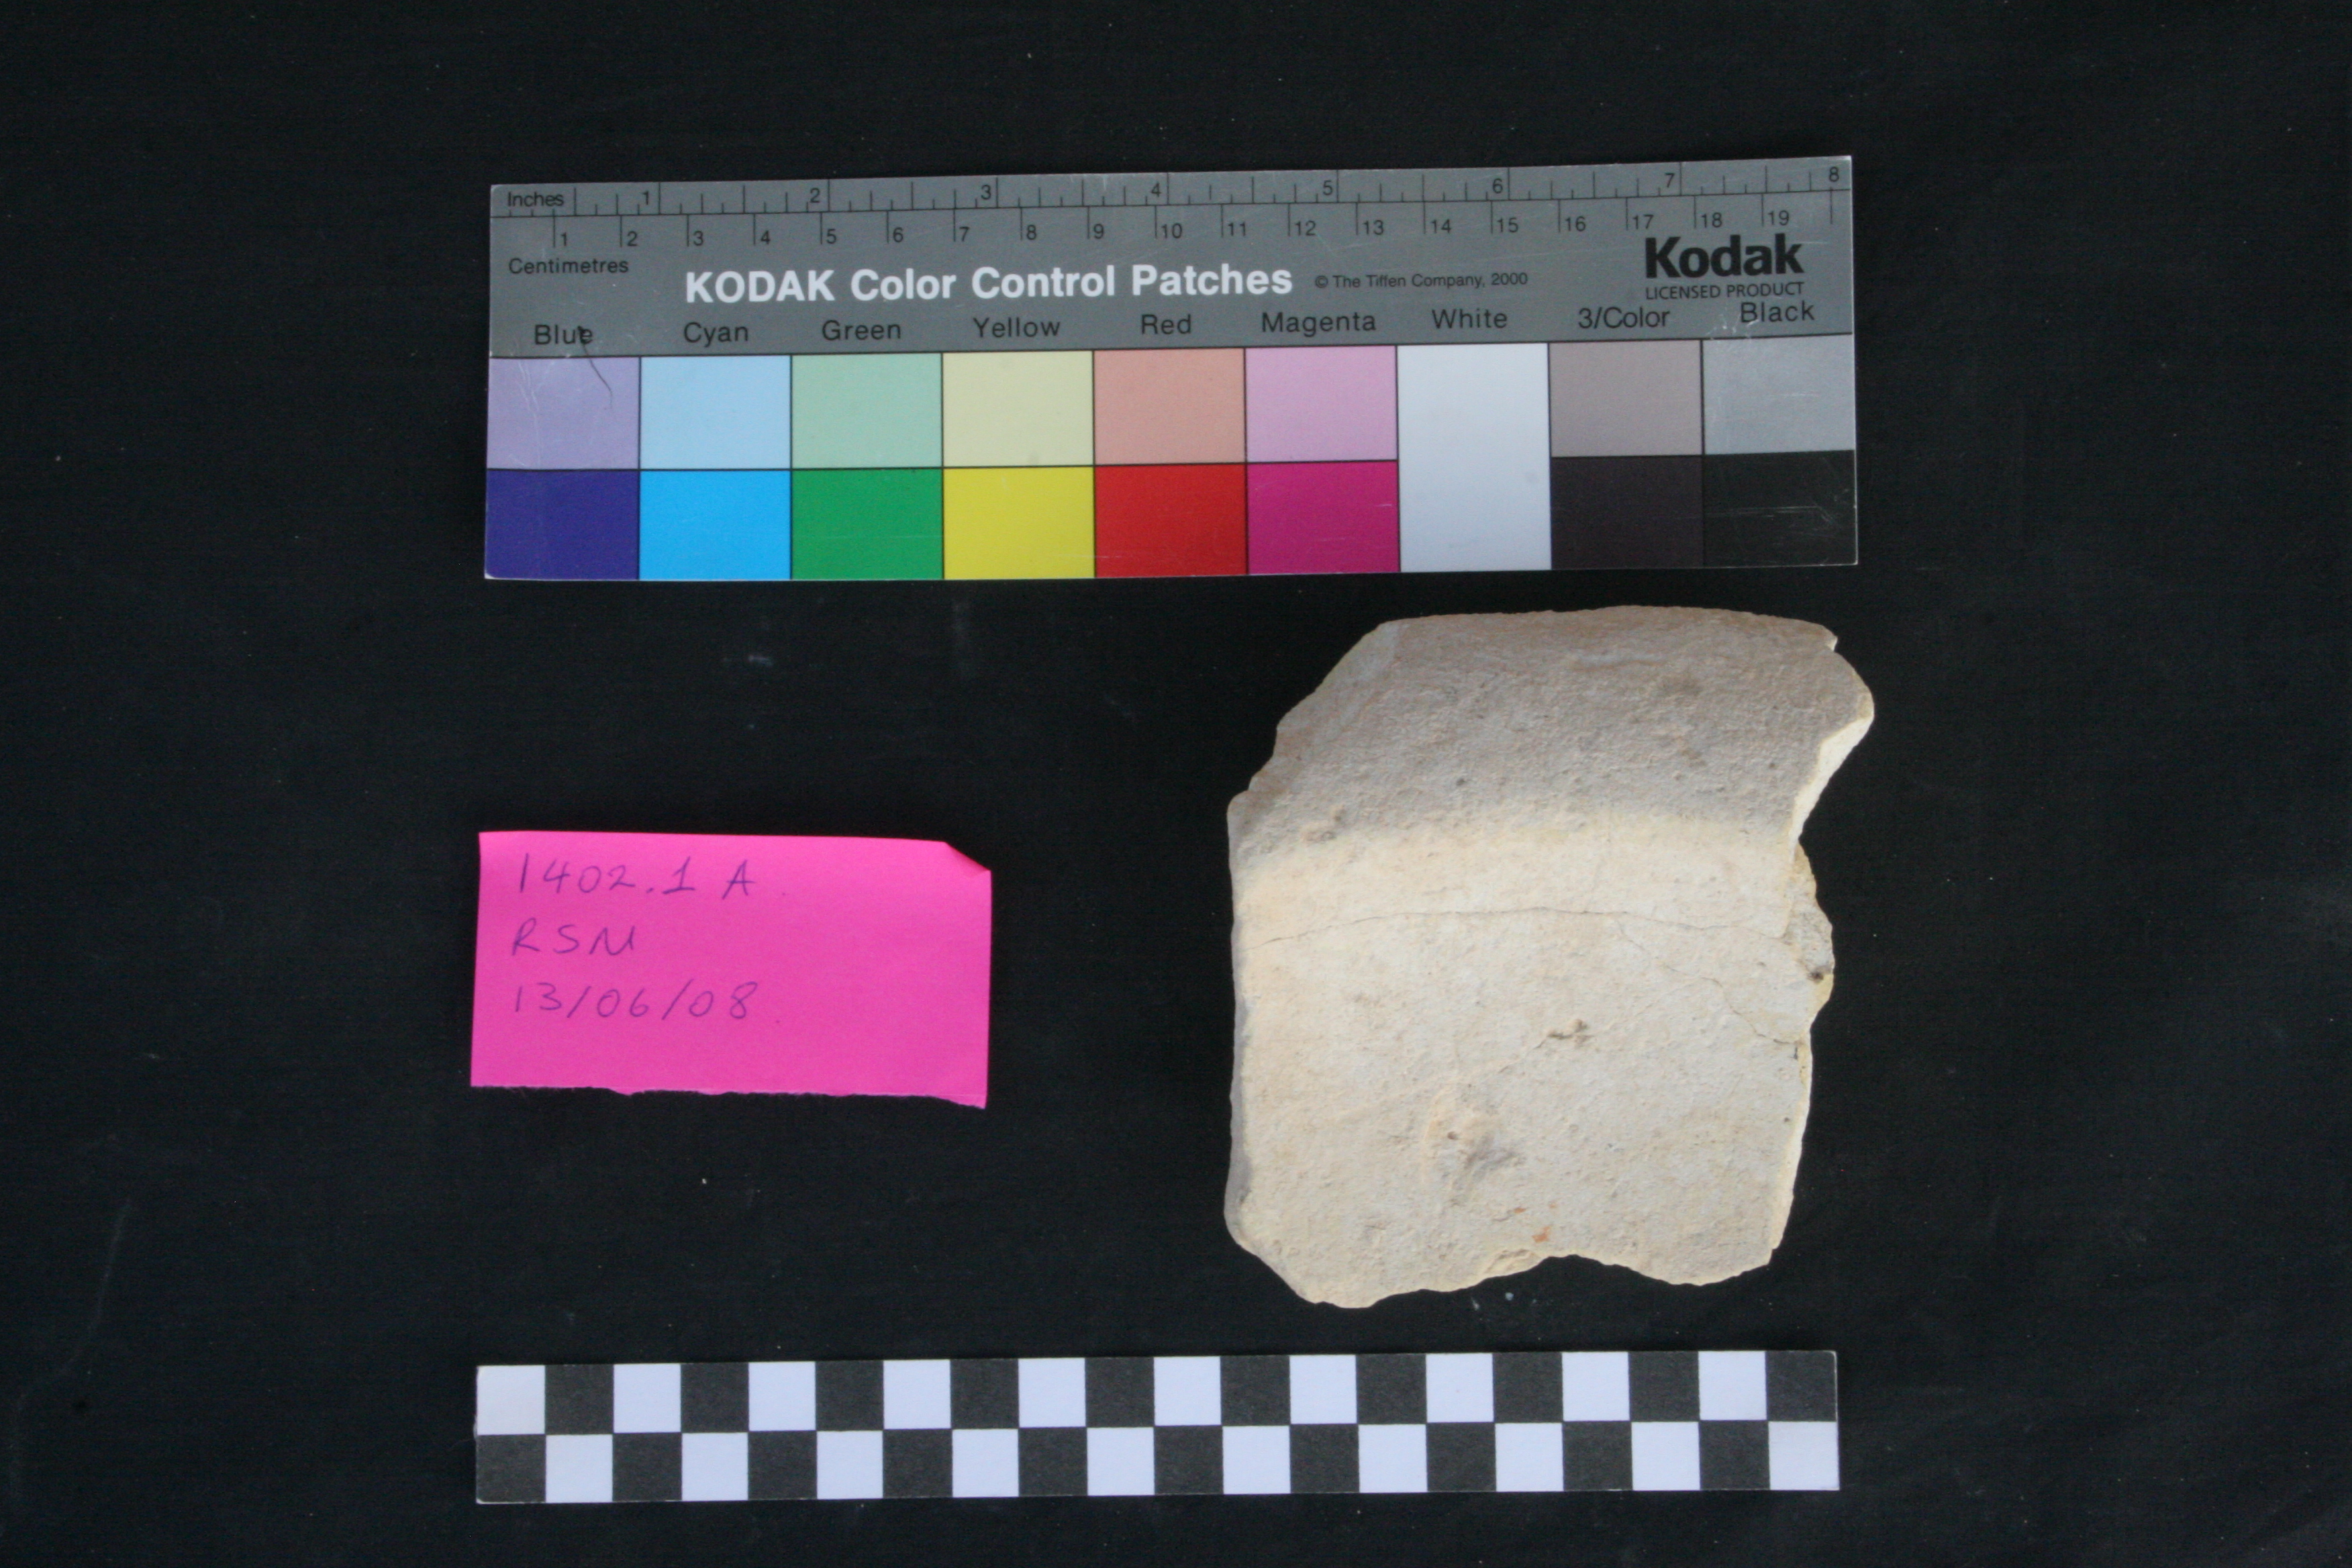 Inches 1 2 3 4 5 6 7 8
1 2 3 4 5 6 7 8 9 10 11 12 13 14 15 16 17 18 19
Centimetres
KODAK Color Control Patches © The Tiffen Company, 2000
Kodak
LICENSED PRODUCT
Blue Cyan Green Yellow Red Magenta White 3/Color Black
1402.1 A
RSM
13/06/08